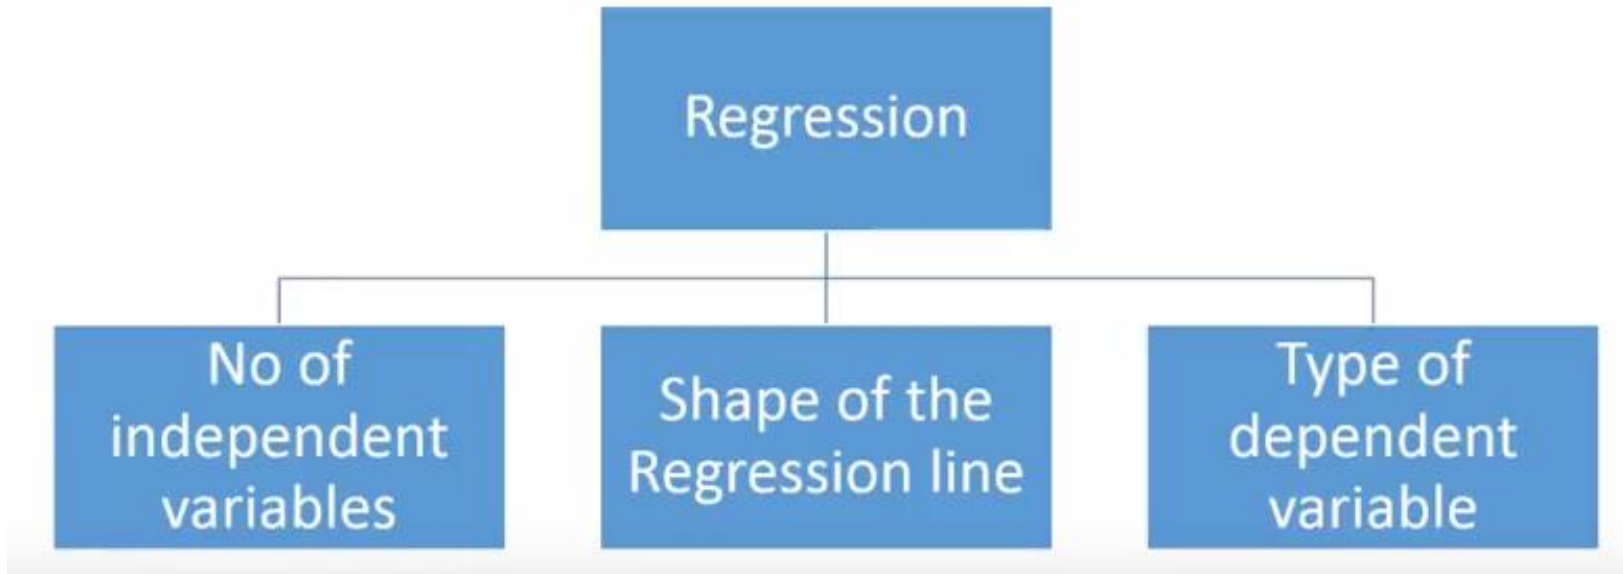 Regression
No of
independent
variables
Shape of the
Regression line
Type of
dependent
variable